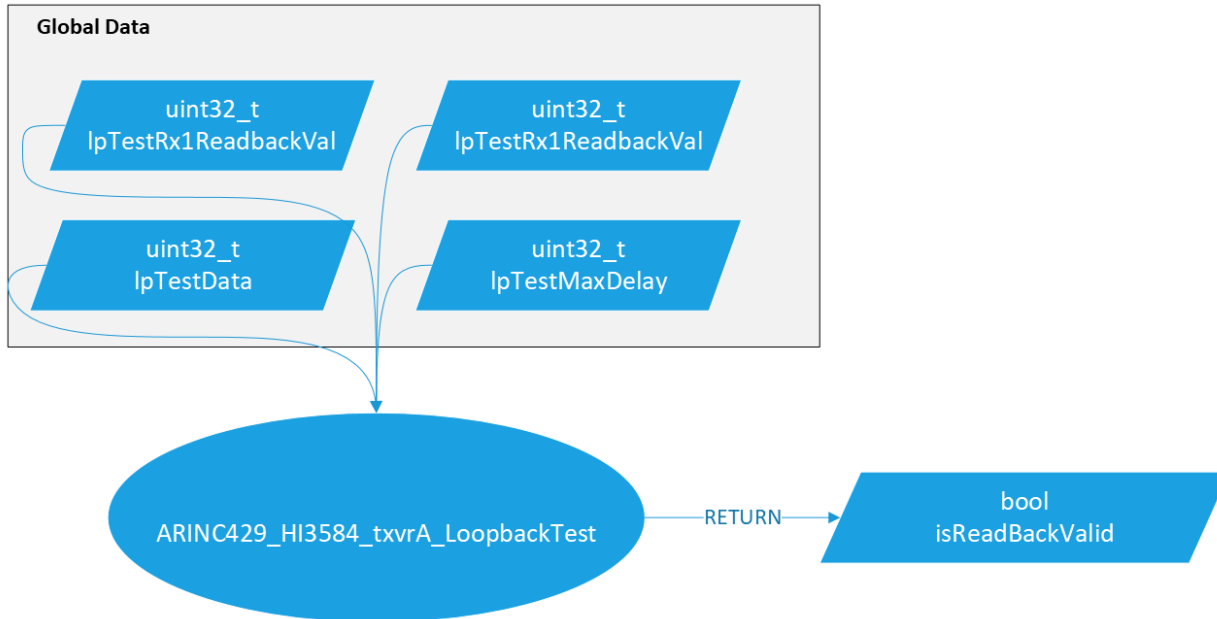 Global Data
uint32_t
lpTestRx1ReadbackVal
uint32_t
lpTestRx1ReadbackVal
uint32_t
lpTestData
uint32_t
lpTestMaxDelay
ARINC429_HI3584_txvrA_LoopbackTest
RETURN
bool
isReadBackValid